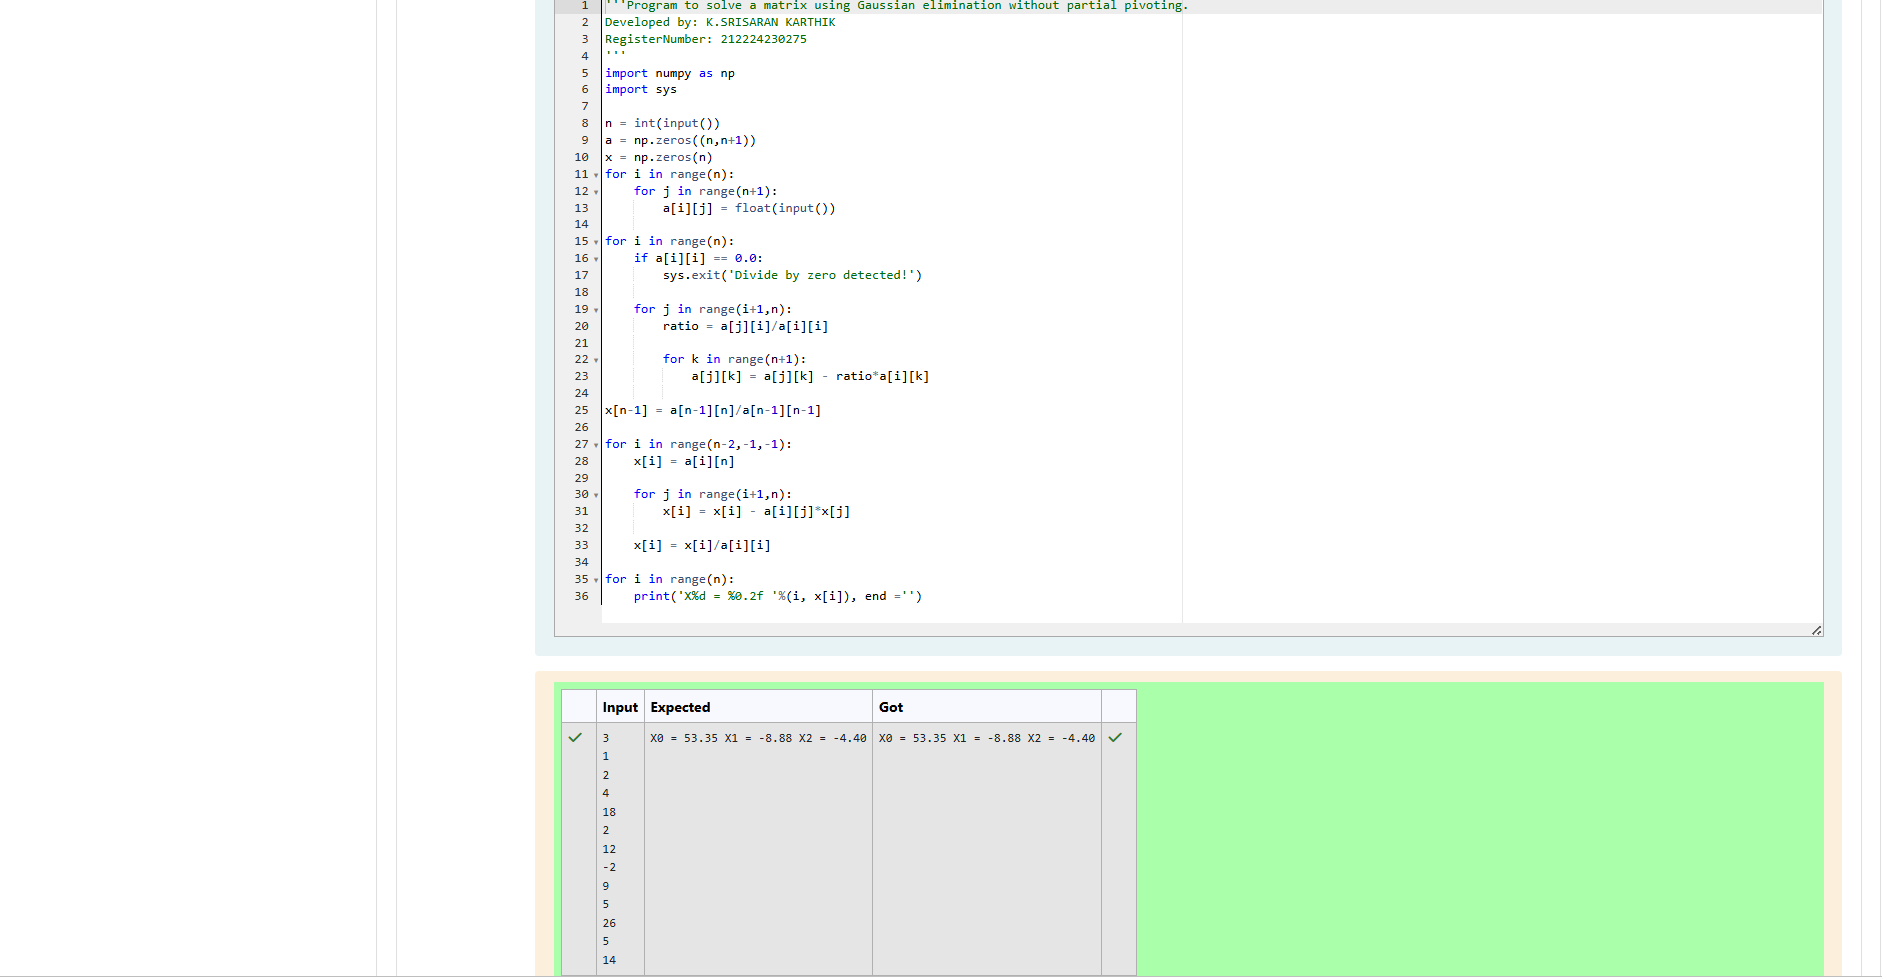 1 '''Program to solve a matrix using Gaussian elimination without partial pivoting.
2 Developed by: K.SRISARAN KARTHIK
3 RegisterNumber: 212224230275
4 '''
5 import numpy as np
6 import sys
7
8 n = int(input())
9 a = np.zeros((n,n+1))
10 x = np.zeros(n)
11 for i in range(n):
12     for j in range(n+1):
13         a[i][j] = float(input())
14
15 for i in range(n):
16     if a[i][i] == 0.0:
17         sys.exit('Divide by zero detected!')
18
19     for j in range(i+1,n):
20         ratio = a[j][i]/a[i][i]
21
22         for k in range(n+1):
23             a[j][k] = a[j][k] - ratio*a[i][k]
24
25 x[n-1] = a[n-1][n]/a[n-1][n-1]
26
27 for i in range(n-2,-1,-1):
28     x[i] = a[i][n]
29
30     for j in range(i+1,n):
31         x[i] = x[i] - a[i][j]*x[j]
32
33     x[i] = x[i]/a[i][i]
34
35 for i in range(n):
36     print('X%d = %0.2f '%(i, x[i]), end ='')
Input Expected Got
3 X0 = 53.35 X1 = -8.88 X2 = -4.40 X0 = 53.35 X1 = -8.88 X2 = -4.40
1
2
4
18
2
12
-2
9
5
26
5
14